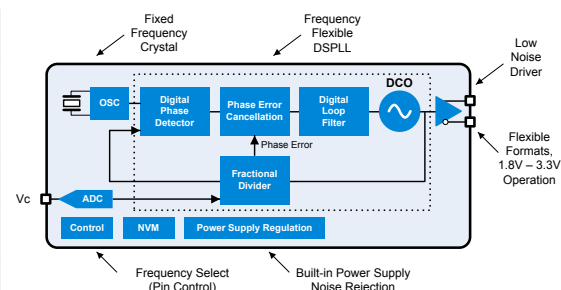 Fixed
Frequency
Crystal
Frequency
Flexible
DSPLL
Low
Noise
Driver
OSC
Digital
Phase
Detector
Phase Error
Cancellation
Digital
Loop
Filter
DCO
Phase Error
Fractional
Divider
Flexible
Formats,
1.8V – 3.3V
Operation
Vc
ADC
Control
NVM
Power Supply Regulation
Frequency Select
(Pin Control)
Built-in Power Supply
Noise Rejection